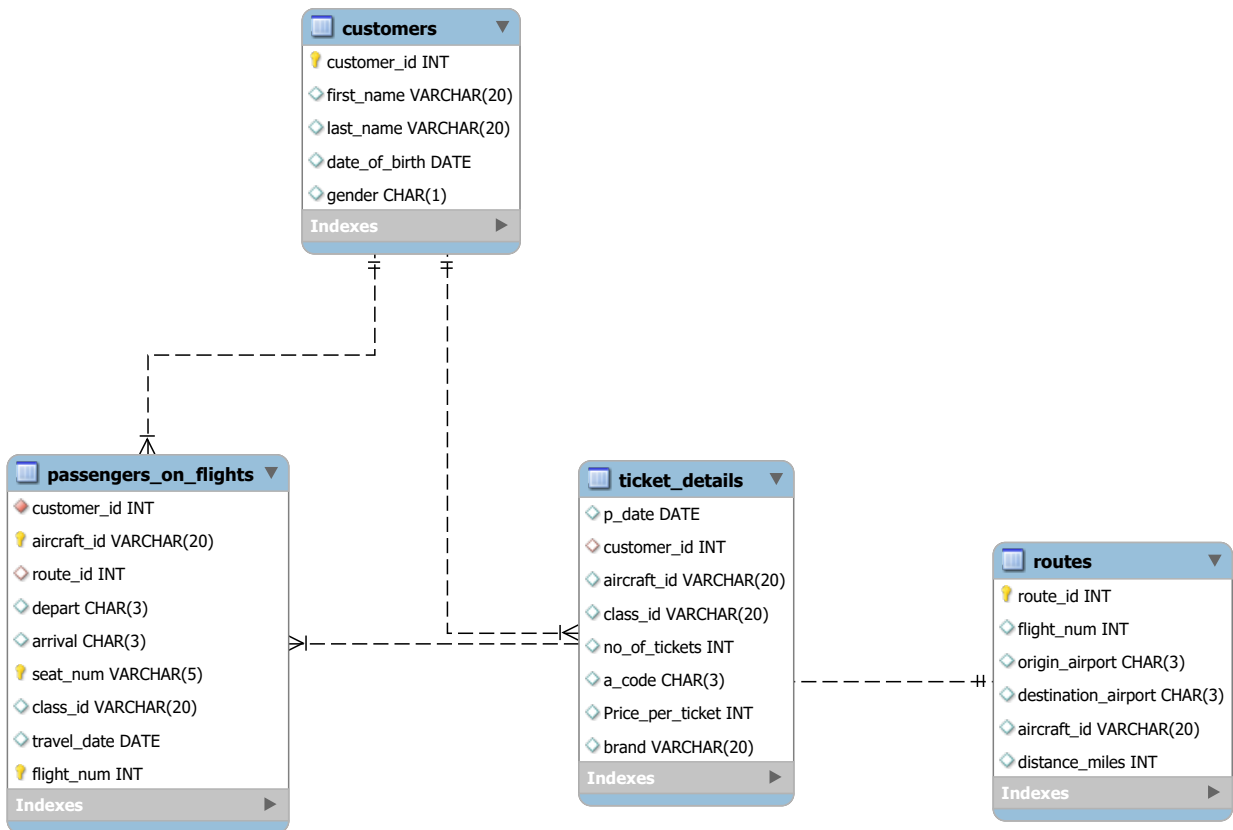 customers
customer_id INT
first_name VARCHAR(20)
last_name VARCHAR(20)
date_of_birth DATE
gender CHAR(1)
Indexes
passengers_on_flights
customer_id INT
aircraft_id VARCHAR(20)
route_id INT
depart CHAR(3)
arrival CHAR(3)
seat_num VARCHAR(5)
class_id VARCHAR(20)
travel_date DATE
flight_num INT
Indexes
ticket_details
p_date DATE
customer_id INT
aircraft_id VARCHAR(20)
class_id VARCHAR(20)
no_of_tickets INT
a_code CHAR(3)
Price_per_ticket INT
brand VARCHAR(20)
Indexes
routes
route_id INT
flight_num INT
origin_airport CHAR(3)
destination_airport CHAR(3)
aircraft_id VARCHAR(20)
distance_miles INT
Indexes